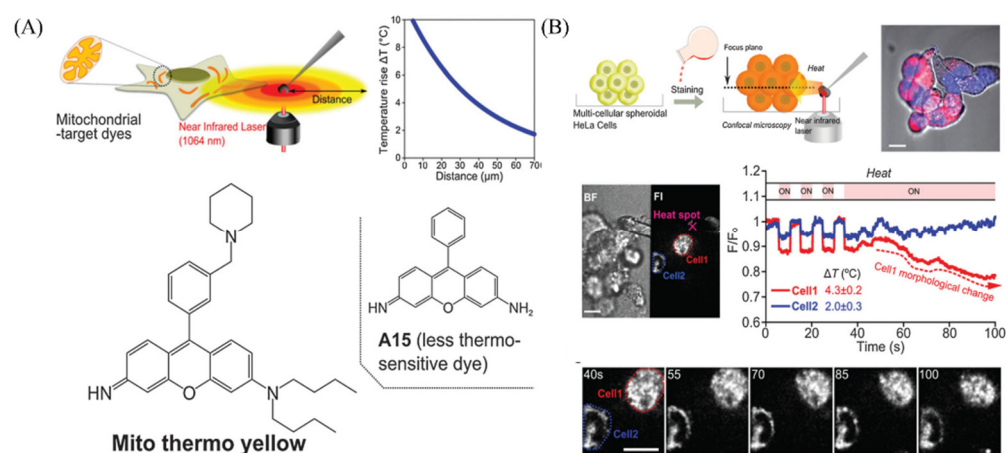 (A)
Mitochondrial
-target dyes
Near Infrared Laser
(1064 nm)
Distance
Temperature rise ΔT (°C)
10
8
6
4
2
0
0 10 20 30 40 50 60 70
Distance (μm)
N
HN
O
N
Mito thermo yellow
HN
O
NH₂
A15 (less thermo-
sensitive dye)
(B)
Staining
Multi-cellular spheroidal
HeLa Cells
Focus plane
Heat
Confocal microscopy
Near infrared
laser
BF
FI
Heat spot
Cell1
Cell2
Heat
ON ON ON ON
F/F₀
1.2
1.1
1
0.9
0.8
0.7
ΔT (°C)
Cell1 4.3±0.2
Cell2 2.0±0.3
Cell1 morphological change
0 20 40 60 80 100
Time (s)
40s
55
70
85
100
Cell1
Cell2